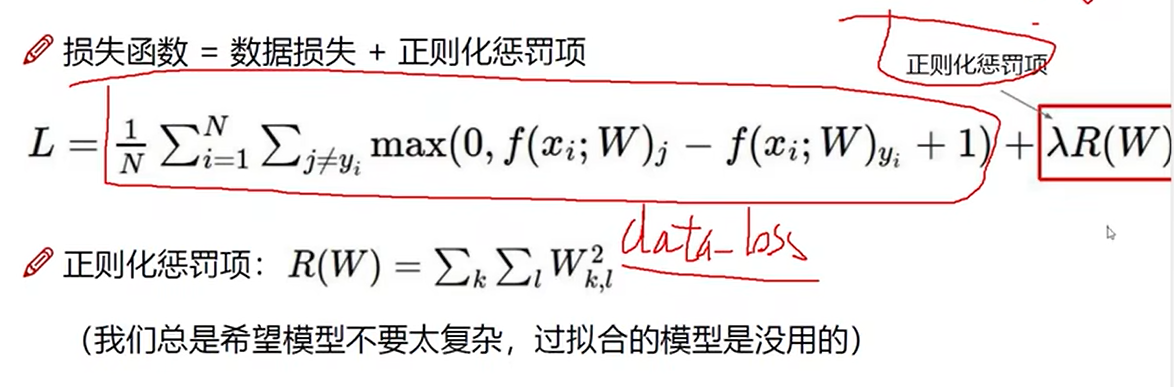 损失函数 = 数据损失 + 正则化惩罚项
正则化惩罚项
L = \frac{1}{N} \sum_{i=1}^{N} \sum_{j \neq y_i} \max(0, f(x_i; W)_j - f(x_i; W)_{y_i} + 1) + \lambda R(W)
data_loss
正则化惩罚项：R(W) = \sum_k \sum_l W_{k,l}^2
（我们总是希望模型不要太复杂，过拟合的模型是没用的）